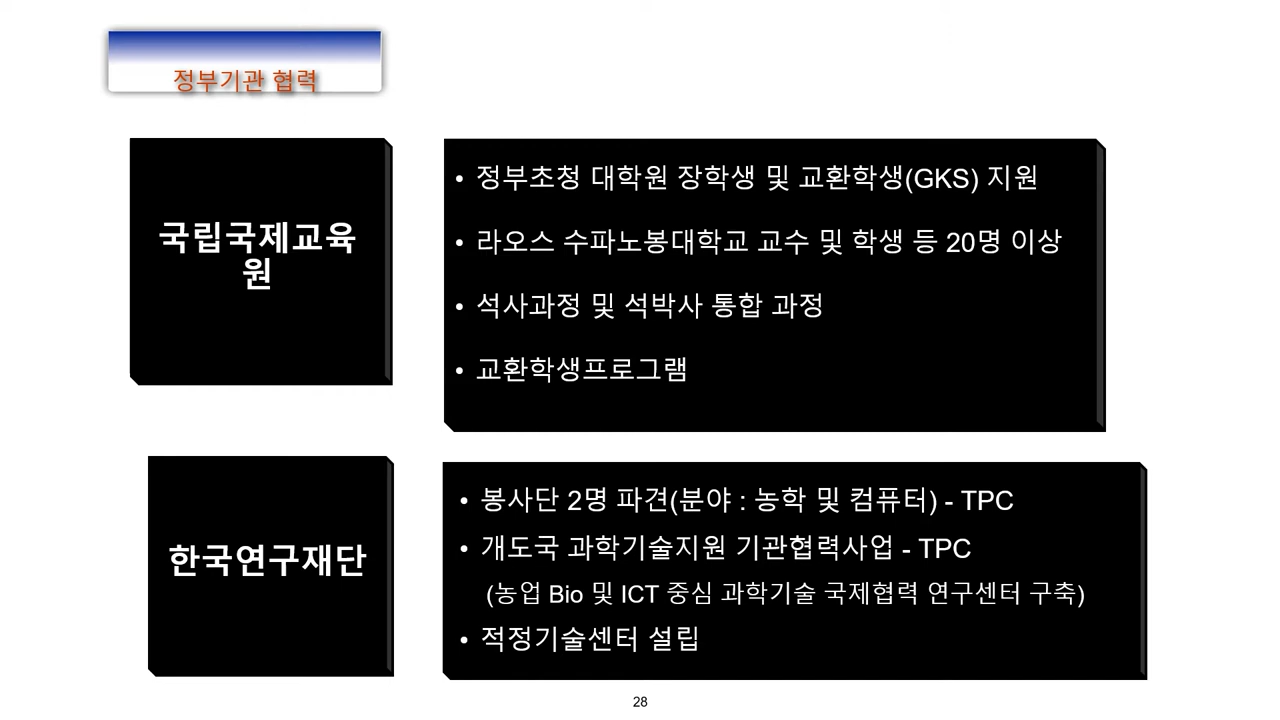 정부기관 협력
국립국제교육
원
• 정부초청 대학원 장학생 및 교환학생(GKS) 지원
• 라오스 수파노봉대학교 교수 및 학생 등 20명 이상
• 석사과정 및 석박사 통합 과정
• 교환학생프로그램
한국연구재단
• 봉사단 2명 파견(분야 : 농학 및 컴퓨터) - TPC
• 개도국 과학기술지원 기관협력사업 - TPC
(농업 Bio 및 ICT 중심 과학기술 국제협력 연구센터 구축)
• 적정기술센터 설립
28